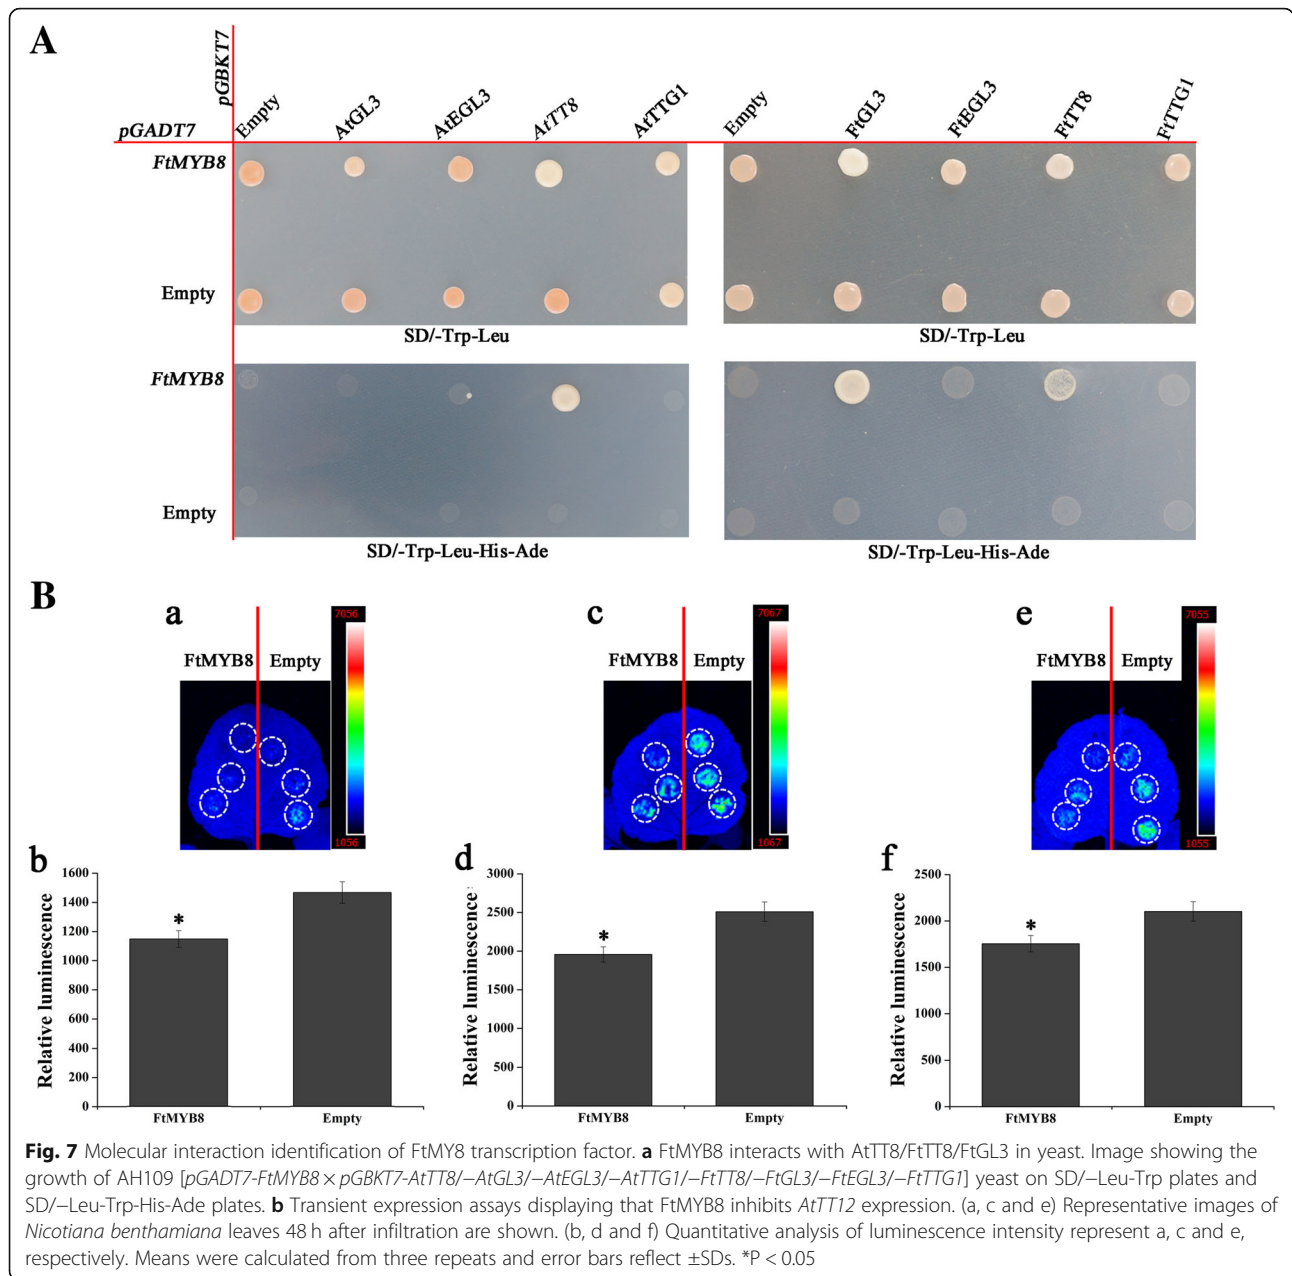 A
pGBKT7
pGADT7
Empty AtGL3 AtEGL3 AtTT8 AtTTG1 Empty FtGL3 FtEGL3 FtTT8 FtTTG1
FtMYB8
Empty
SD/-Trp-Leu SD/-Trp-Leu
FtMYB8
Empty
SD/-Trp-Leu-His-Ade SD/-Trp-Leu-His-Ade
B
a
FtMYB8 Empty
7056
1056
c
FtMYB8 Empty
7067
1067
e
FtMYB8 Empty
7055
1055
b
Relative luminescence
1600
1400
1200
1000
800
600
400
200
0
*
FtMYB8 Empty
d
Relative luminescence
3000
2500
2000
1500
1000
500
0
*
FtMYB8 Empty
f
Relative luminescence
2500
2000
1500
1000
500
0
*
FtMYB8 Empty
Fig. 7 Molecular interaction identification of FtMY8 transcription factor. a FtMYB8 interacts with AtTT8/FtTT8/FtGL3 in yeast. Image showing the
growth of AH109 [pGADT7-FtMYB8 × pGBKT7-AtTT8/−AtGL3/−AtEGL3/−AtTTG1/−FtTT8/−FtGL3/−FtEGL3/−FtTTG1] yeast on SD/−Leu-Trp plates and
SD/−Leu-Trp-His-Ade plates. b Transient expression assays displaying that FtMYB8 inhibits AtTT12 expression. (a, c and e) Representative images of
Nicotiana benthamiana leaves 48 h after infiltration are shown. (b, d and f) Quantitative analysis of luminescence intensity represent a, c and e,
respectively. Means were calculated from three repeats and error bars reflect ±SDs. *P < 0.05